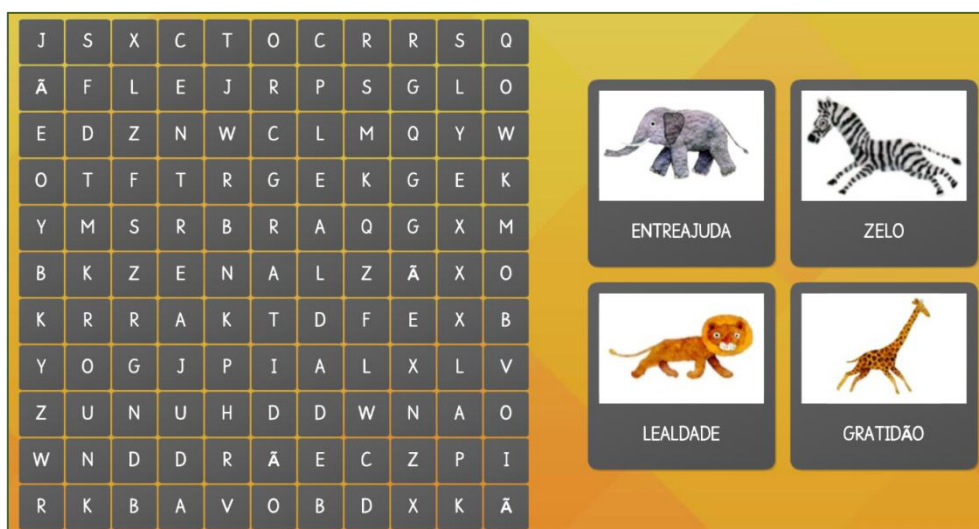 J S X C T O C R R S Q
Ã F L E J R P S G L O
E D Z N W C L M Q Y W
O T F T R G E K G E K
Y M S R B R A Q G X M
B K Z E N A L Z Ã X O
K R R A K T D F E X B
Y O G J P I A L X L V
Z U N U H D D W N A O
W N D D R Ã E C Z P I
R K B A V O B D X K Ã
ENTREAJUDA
ZELO
LEALDADE
GRATIDÃO